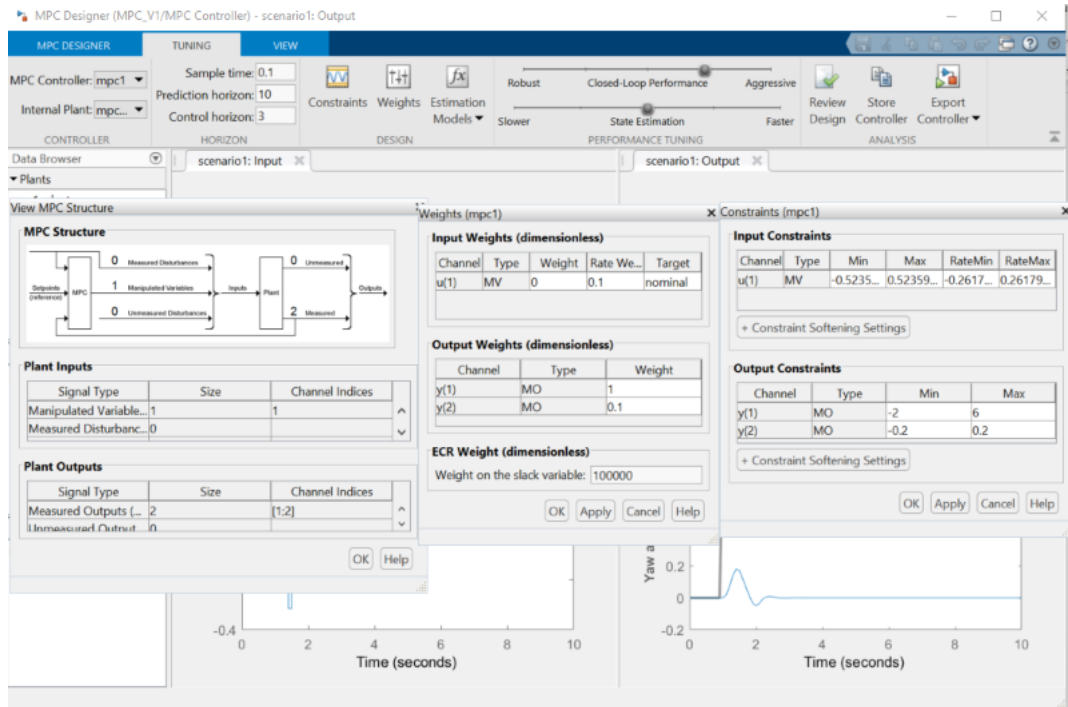 MPC Designer (MPC_V1/MPC Controller) - scenario1: Output
MPC DESIGNER TUNING VIEW
MPC Controller: mpc1
Internal Plant: mpc...
CONTROLLER
Sample time: 0.1
Prediction horizon: 10
Control horizon: 3
HORIZON
Constraints Weights Estimation
Models
DESIGN
Robust Closed-Loop Performance Aggressive
Slower State Estimation Faster
PERFORMANCE TUNING
Review
Design
Store
Controller
Export
Controller
ANALYSIS
Data Browser
Plants
scenario1: Input
scenario1: Output
View MPC Structure
MPC Structure
Setpoints
(reference)
MPC
0 Measured Disturbances
1 Manipulated Variables
0 Unmeasured Disturbances
Inputs
Plant
0 Unmeasured
2 Measured
Outputs
Plant Inputs
Signal Type Size Channel Indices
Manipulated Variable... 1 1
Measured Disturbanc... 0
Plant Outputs
Signal Type Size Channel Indices
Measured Outputs (... 2 [1:2]
Unmeasured Output 0
OK Help
Weights (mpc1)
Input Weights (dimensionless)
Channel Type Weight Rate We... Target
u(1) MV 0 0.1 nominal
Output Weights (dimensionless)
Channel Type Weight
y(1) MO 1
y(2) MO 0.1
ECR Weight (dimensionless)
Weight on the slack variable: 100000
OK Apply Cancel Help
Constraints (mpc1)
Input Constraints
Channel Type Min Max RateMin RateMax
u(1) MV -0.5235... 0.52359... -0.2617... 0.26179...
+ Constraint Softening Settings
Output Constraints
Channel Type Min Max
y(1) MO -2 6
y(2) MO -0.2 0.2
+ Constraint Softening Settings
OK Apply Cancel Help
-0.4
0 2 4 6 8 10
Time (seconds)
Yaw a
0.2
0
-0.2
0 2 4 6 8 10
Time (seconds)